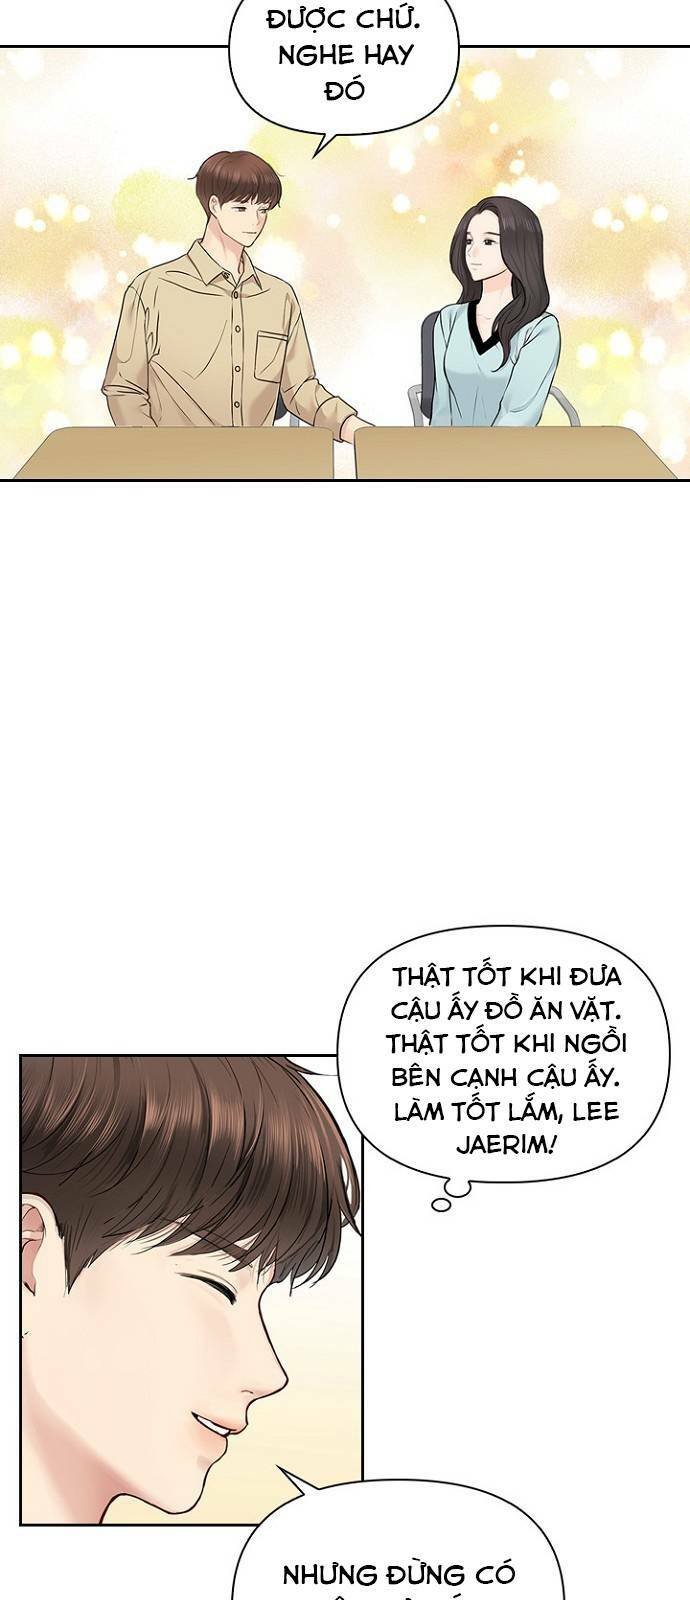 ĐƯỢC CHỨ.
NGHE HAY
ĐÓ
THẬT TỐT KHI ĐƯA
CẬU ẤY ĐỒ ĂN VẶT.
THẬT TỐT KHI NGỒI
BÊN CẠNH CẬU ẤY.
LÀM TỐT LẮM, LEE
JAERIM!
NHƯNG ĐỪNG CÓ